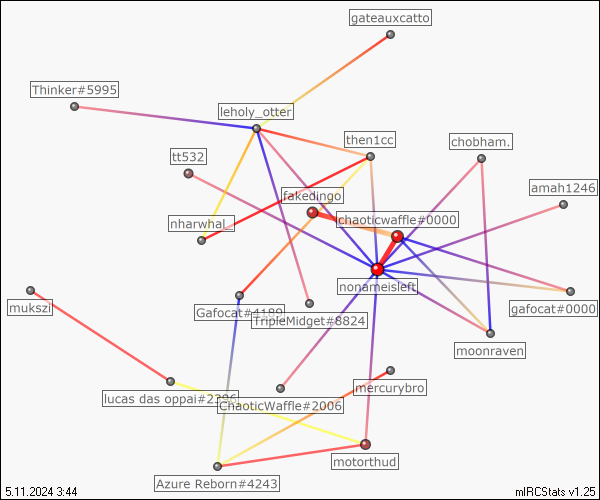 gateauxcatto
Thinker#5995
leholy_otter
then1cc
chobham.
tt532
amah1246
fakedingo
chaoticwaffle#0000
nharwhal_
nonameisleft
mukszi
Gafocat#4189
gafocat#0000
TripleMidget#8824
moonraven
mercurybro
lucas das oppai#2396
ChaoticWaffle#2006
motorthud
Azure Reborn#4243
5.11.2024 3:44
mIRCStats v1.25